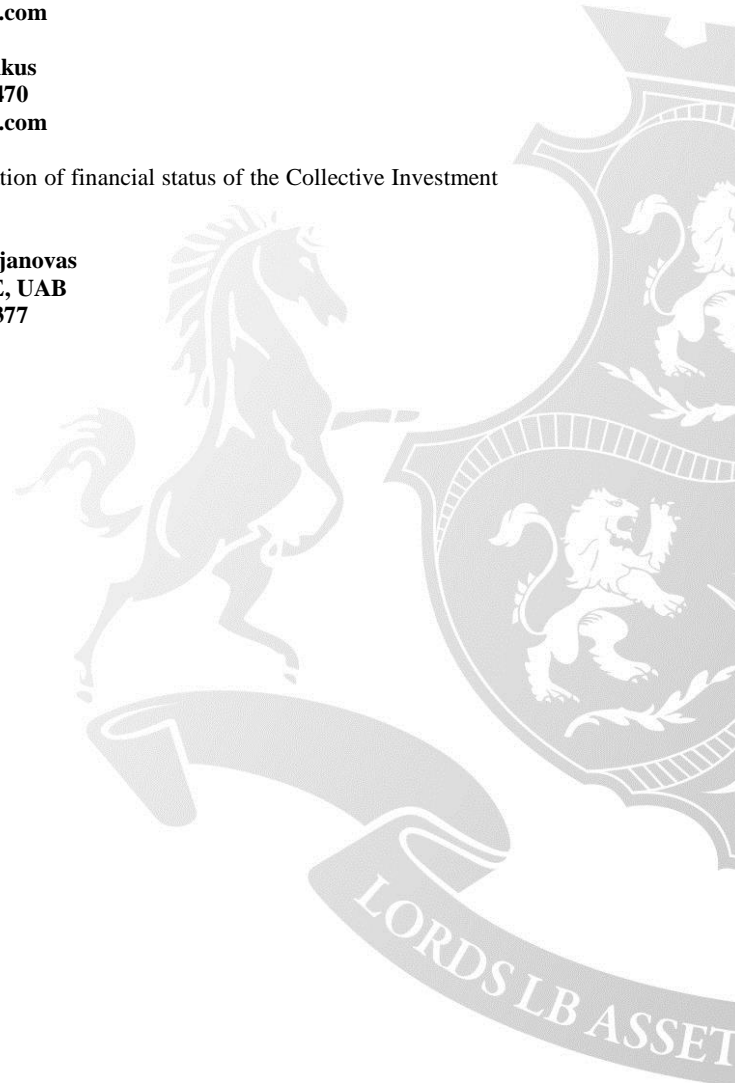 .com
kus
470
.com
tion of financial status of the Collective Investment
janovas
E, UAB
377
LORDS LB ASSET